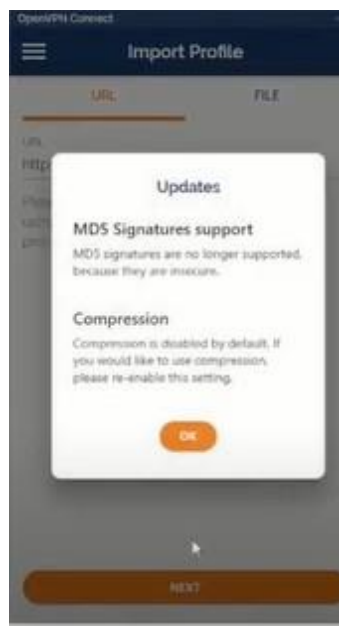 OpenVPN Connect
Import Profile
URL
FILE
URL
http
Updates
MD5 Signatures support
MD5 signatures are no longer supported,
because they are insecure.
Compression
Compression is disabled by default. If
you would like to use compression,
please re-enable this setting.
OK
NEXT